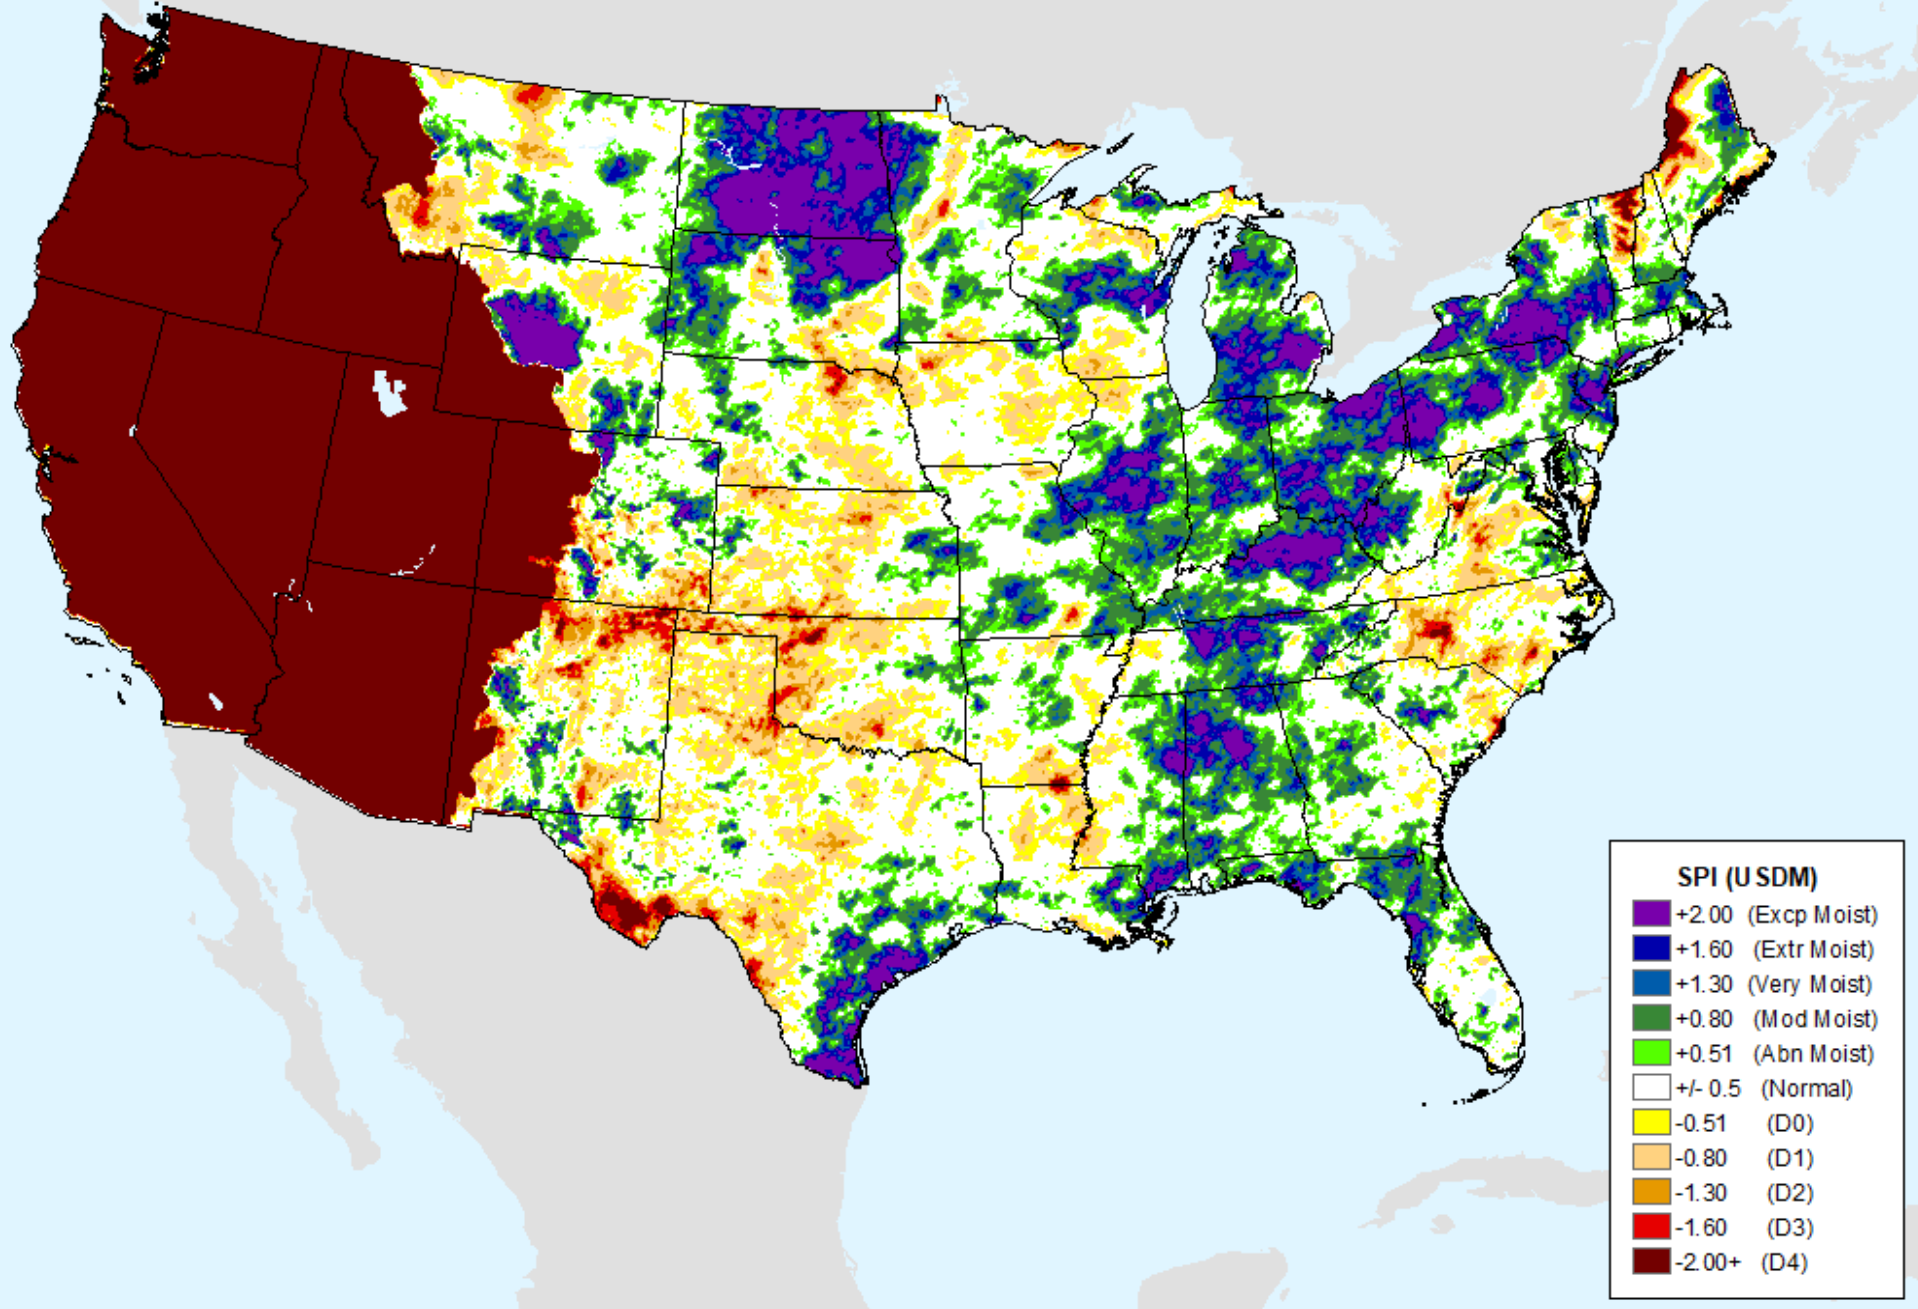 SPI (USDM)
+2.00 (Excp Moist)
+1.60 (Extr Moist)
+1.30 (Very Moist)
+0.80 (Mod Moist)
+0.51 (Abn Moist)
+/- 0.5 (Normal)
-0.51 (D0)
-0.80 (D1)
-1.30 (D2)
-1.60 (D3)
-2.00+ (D4)